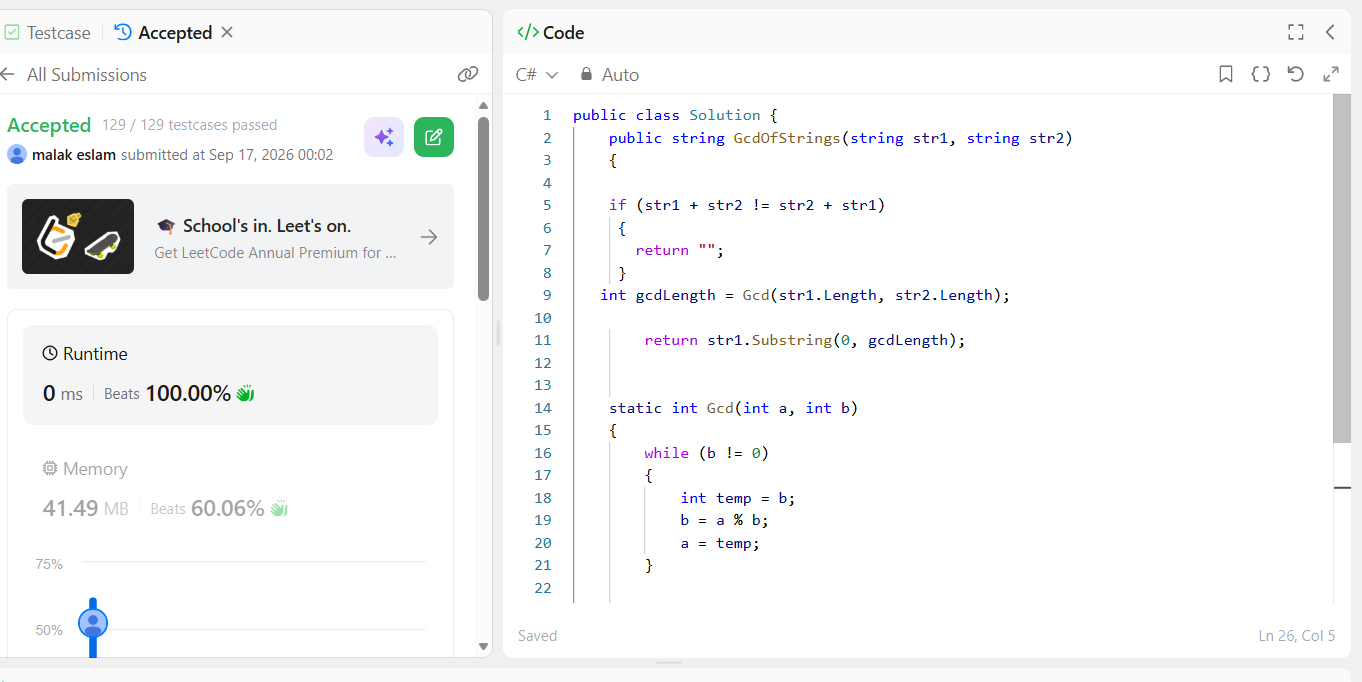 Testcase
Accepted
All Submissions
Accepted 129 / 129 testcases passed
malak eslam submitted at Sep 17, 2026 00:02
🎓 School's in. Leet's on.
Get LeetCode Annual Premium for ...
Runtime
0 ms Beats 100.00%
Memory
41.49 MB Beats 60.06%
75%
50%
</> Code
C# Auto
1 public class Solution {
2     public string GcdOfStrings(string str1, string str2)
3     {
4
5     if (str1 + str2 != str2 + str1)
6      {
7        return "";
8      }
9    int gcdLength = Gcd(str1.Length, str2.Length);
10
11         return str1.Substring(0, gcdLength);
12
13
14     static int Gcd(int a, int b)
15     {
16         while (b != 0)
17         {
18             int temp = b;
19             b = a % b;
20             a = temp;
21         }
22
Saved
Ln 26, Col 5